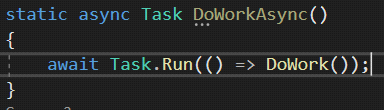 static async Task DoWorkAsync()
{
    await Task.Run(() => DoWork());
}